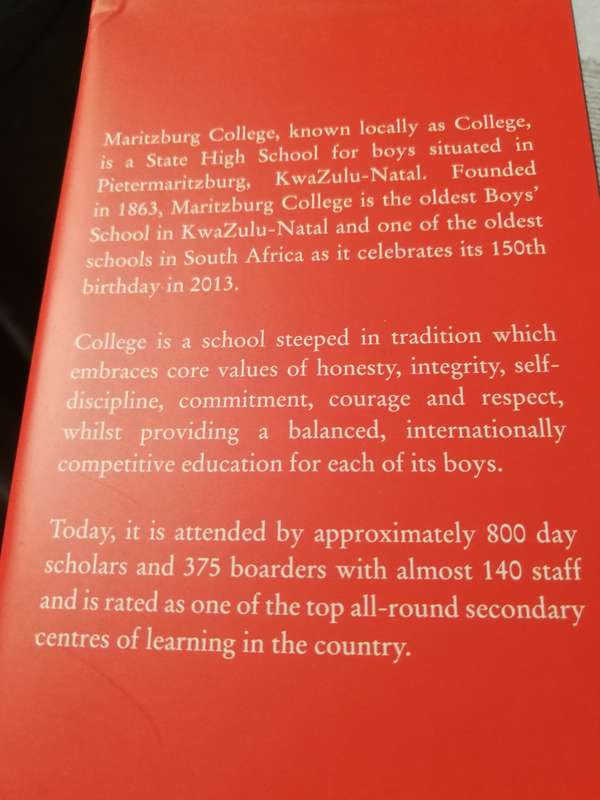 Maritzburg College, known locally as College,
is a State High School for boys situated in
Pietermaritzburg, KwaZulu-Natal. Founded
in 1863, Maritzburg College is the oldest Boys'
School in KwaZulu-Natal and one of the oldest
schools in South Africa as it celebrates its 150th
birthday in 2013.
College is a school steeped in tradition which
embraces core values of honesty, integrity, self-
discipline, commitment, courage and respect,
whilst providing a balanced, internationally
competitive education for each of its boys.
Today, it is attended by approximately 800 day
scholars and 375 boarders with almost 140 staff
and is rated as one of the top all-round secondary
centres of learning in the country.